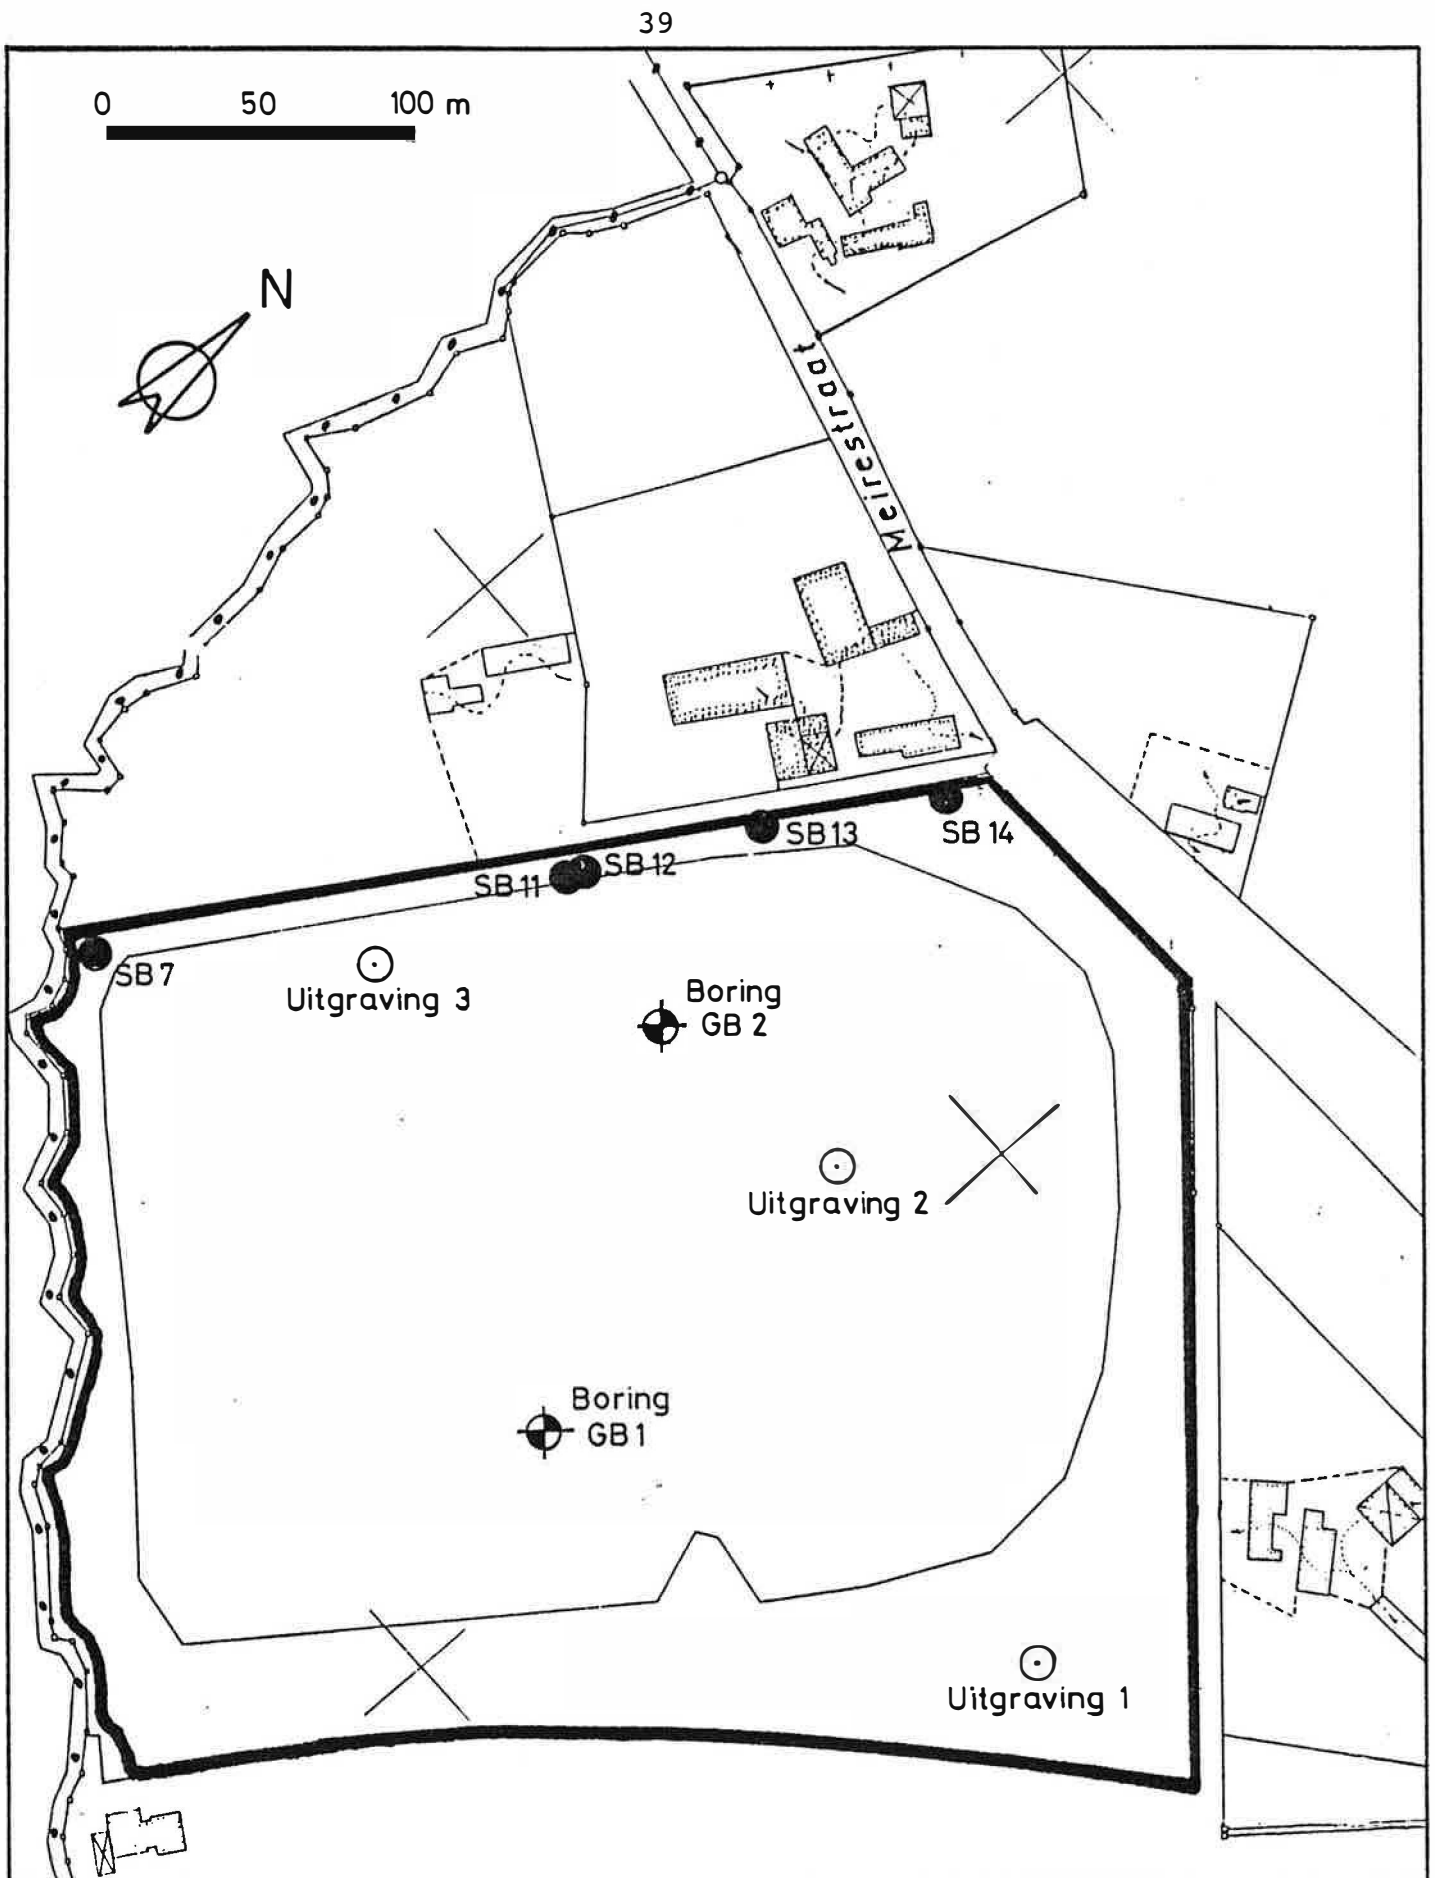 39
0 50 100 m
N
Meirestraat
SB 14
SB 13
SB 12
SB 11
SB 7
Uitgraving 3
Boring
GB 2
Uitgraving 2
Boring
GB 1
Uitgraving 1